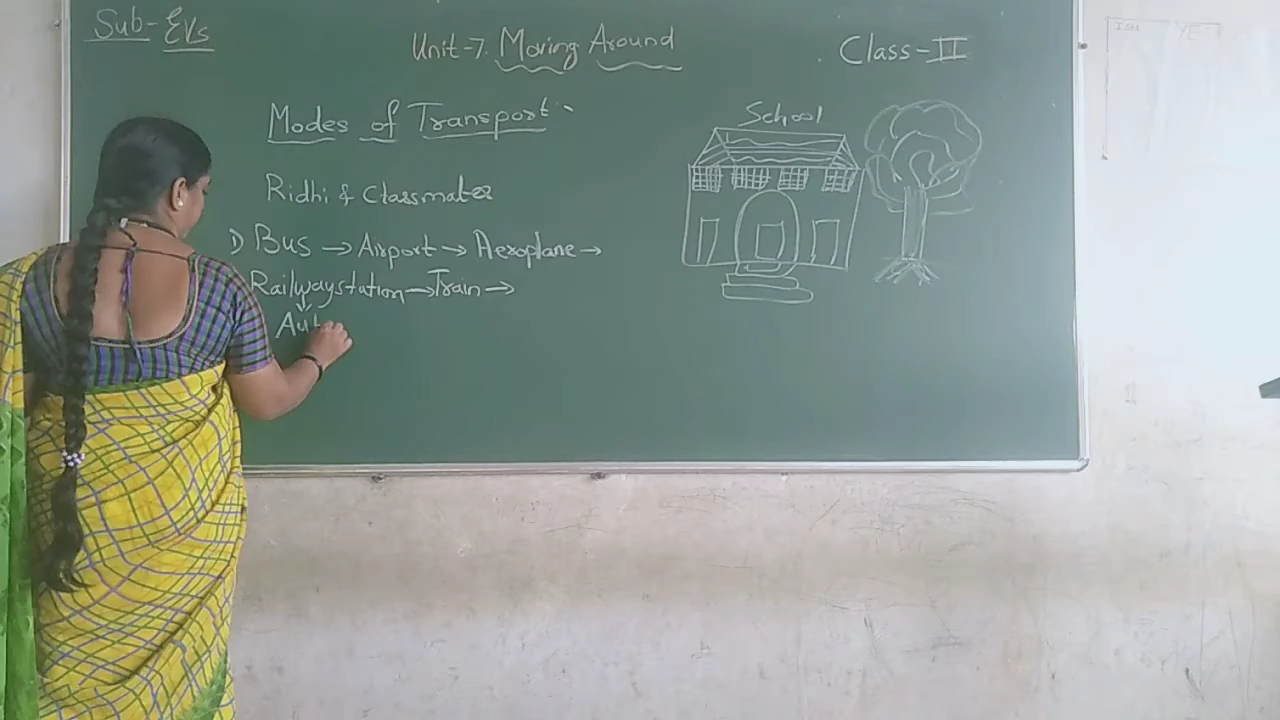 Sub- EVs
Unit-7. Moving Around
Class-II
Modes of Transport:-
School
Ridhi & Classmates
1) Bus → Airport → Aeroplane →
Railwaystation → Train →
Aut